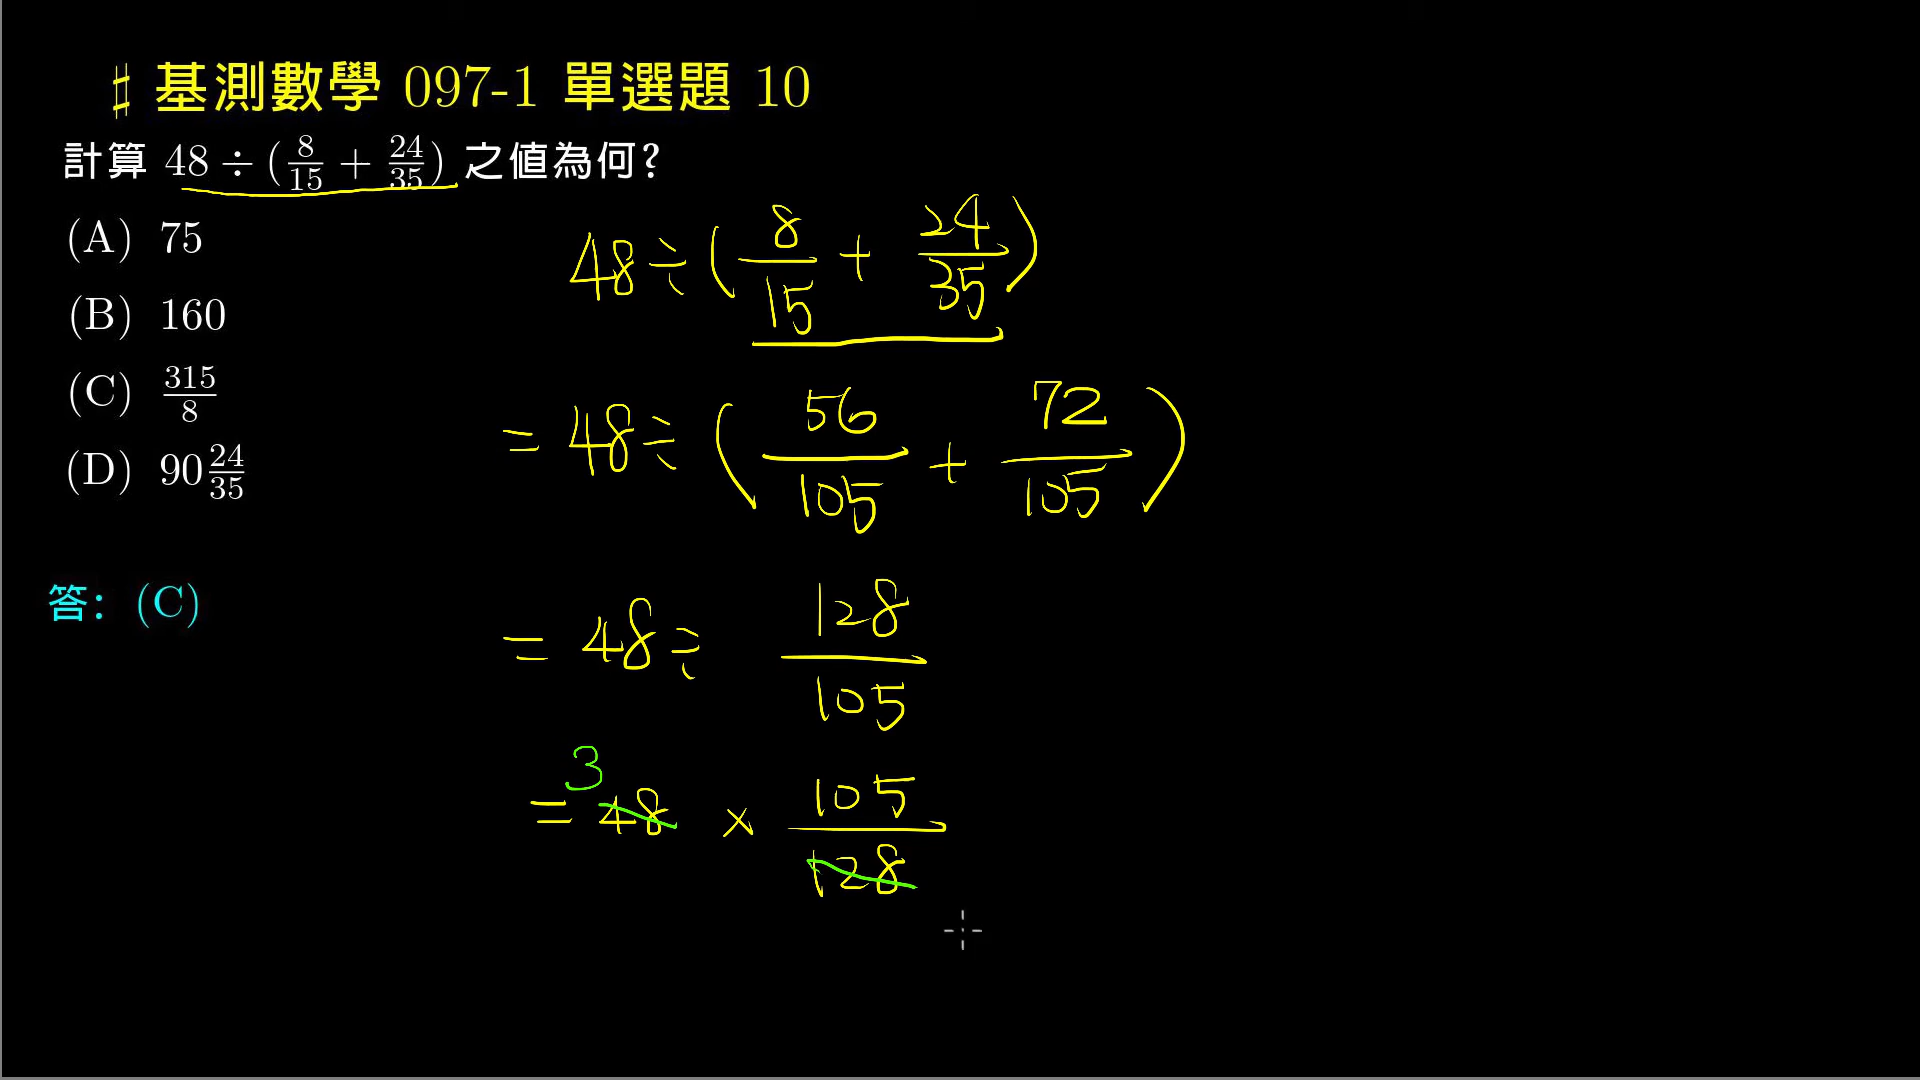 ♯ 基測數學 097-1 單選題 10
計算 48 ÷ (8/15 + 24/35) 之值為何?
(A) 75
(B) 160
(C) 315/8
(D) 90 24/35
答: (C)
48 ÷ (8/15 + 24/35)
= 48 ÷ (56/105 + 72/105)
= 48 ÷ 128/105
3
= 48 × 105/128